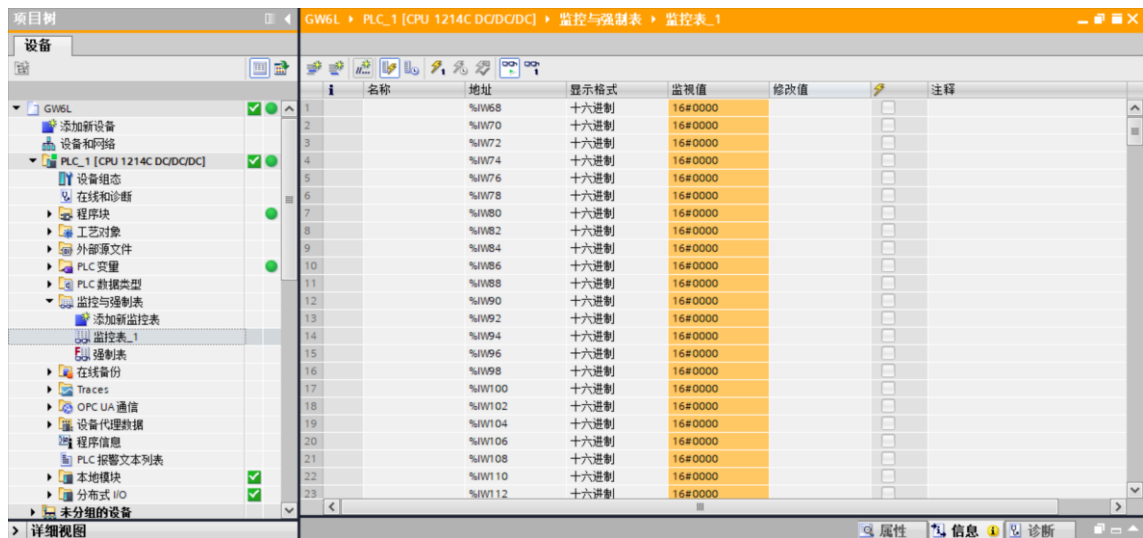 项目树
GW6L ▸ PLC_1 [CPU 1214C DC/DC/DC] ▸ 监控与强制表 ▸ 监控表_1
设备
i 名称 地址 显示格式 监视值 修改值 注释
GW6L
添加新设备
设备和网络
PLC_1 [CPU 1214C DC/DC/DC]
设备组态
在线和诊断
程序块
工艺对象
外部源文件
PLC 变量
PLC 数据类型
监控与强制表
添加新监控表
监控表_1
强制表
在线备份
Traces
OPC UA 通信
设备代理数据
程序信息
PLC 报警文本列表
本地模块
分布式 I/O
未分组的设备
详细视图
1 %IW68 十六进制 16#0000
2 %IW70 十六进制 16#0000
3 %IW72 十六进制 16#0000
4 %IW74 十六进制 16#0000
5 %IW76 十六进制 16#0000
6 %IW78 十六进制 16#0000
7 %IW80 十六进制 16#0000
8 %IW82 十六进制 16#0000
9 %IW84 十六进制 16#0000
10 %IW86 十六进制 16#0000
11 %IW88 十六进制 16#0000
12 %IW90 十六进制 16#0000
13 %IW92 十六进制 16#0000
14 %IW94 十六进制 16#0000
15 %IW96 十六进制 16#0000
16 %IW98 十六进制 16#0000
17 %IW100 十六进制 16#0000
18 %IW102 十六进制 16#0000
19 %IW104 十六进制 16#0000
20 %IW106 十六进制 16#0000
21 %IW108 十六进制 16#0000
22 %IW110 十六进制 16#0000
23 %IW112 十六进制 16#0000
属性 信息 诊断